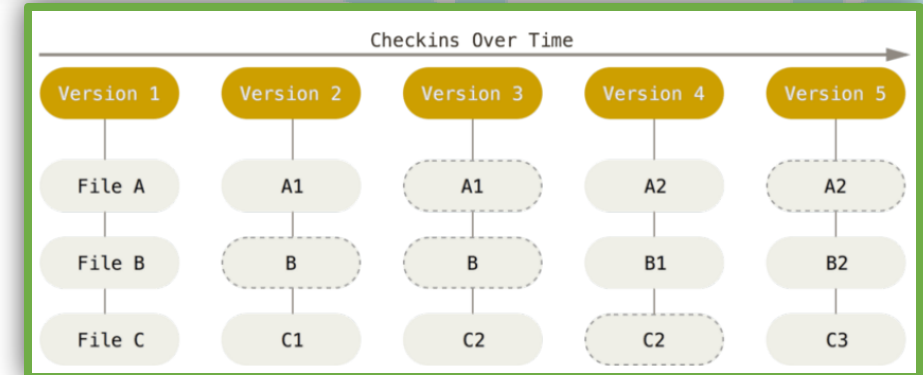 Checkins Over Time
Version 1 Version 2 Version 3 Version 4 Version 5
File A A1 A1 A2 A2
File B B B B1 B2
File C C1 C2 C2 C3